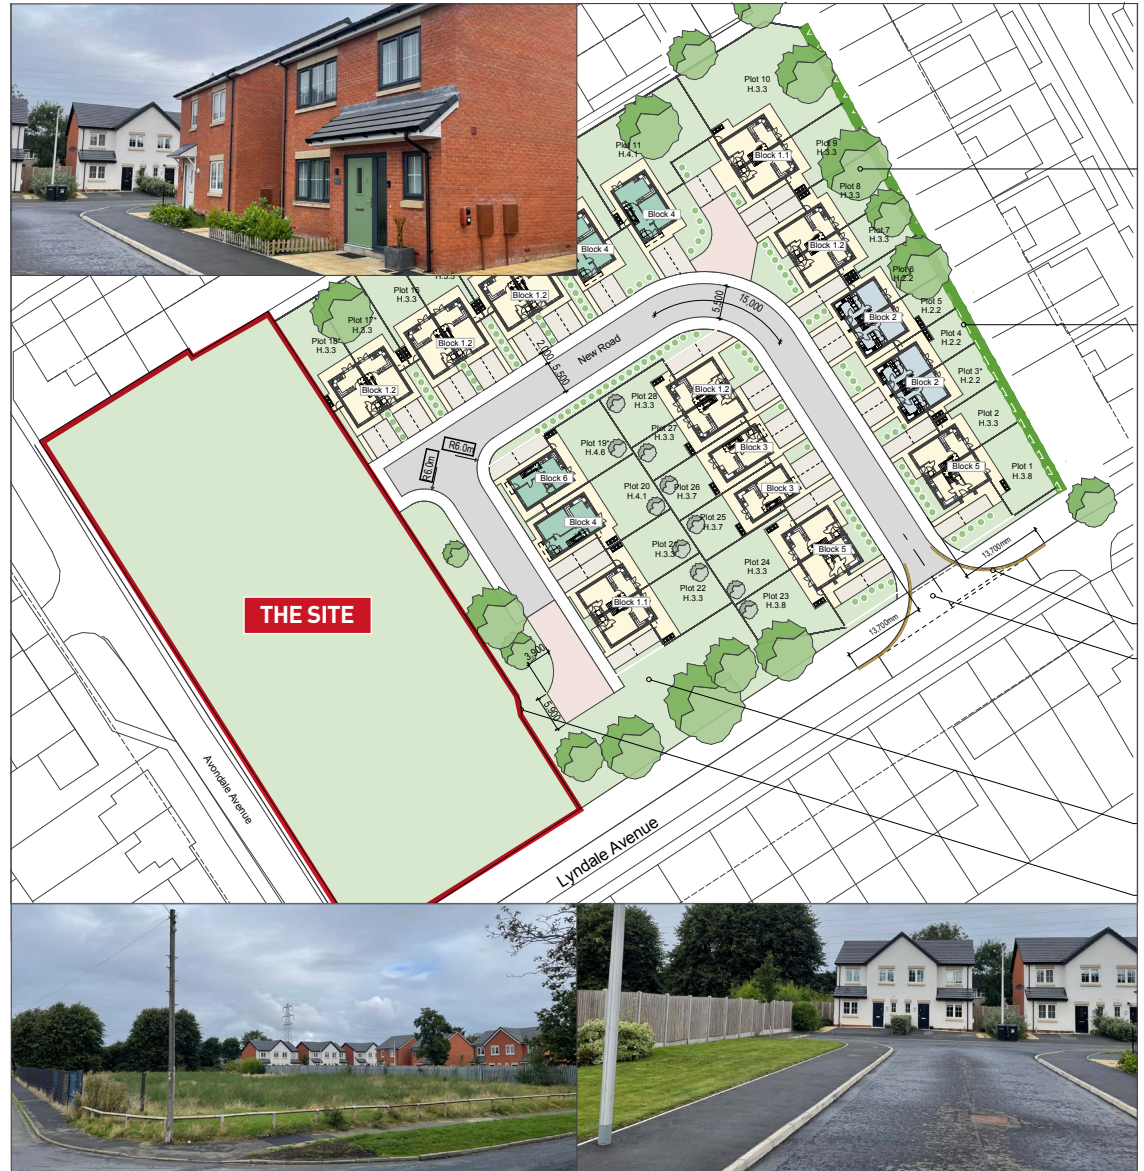 Plot 10
H.3.3
Plot 11
H.4.1
Block 1.1
Plot 9
H.3.3
Plot 8
H.3.3
Block 4
Plot 7
H.3.3
Block 4
Block 1.2
Plot 6
H.2.2
Plot 16
H.3.3
Block 1.2
Plot 5
H.2.2
Plot 17*
H.3.3
5,500
15,000
Block 2
Plot 4
H.2.2
Plot 18*
H.3.3
Block 1.2
New Road
5,500
Plot 3*
H.2.2
Block 2
Block 1.2
Block 1.2
Plot 28
H.3.3
Plot 2
H.3.3
Plot 27
H.3.3
Plot 19*
H.4.6
Block 3
R6.0m
R6.0m
Block 5
Plot 1
H.3.8
Block 6
Plot 20
H.4.1
Plot 26
H.3.7
Block 3
Block 4
Plot 25
H.3.7
H.3.3
Block 5
13,700mm
Plot 24
H.3.3
Plot 22
H.3.3
Block 1.1
Plot 23
H.3.8
THE SITE
13,700mm
3,900
5,900
Avondale Avenue
Lyndale Avenue